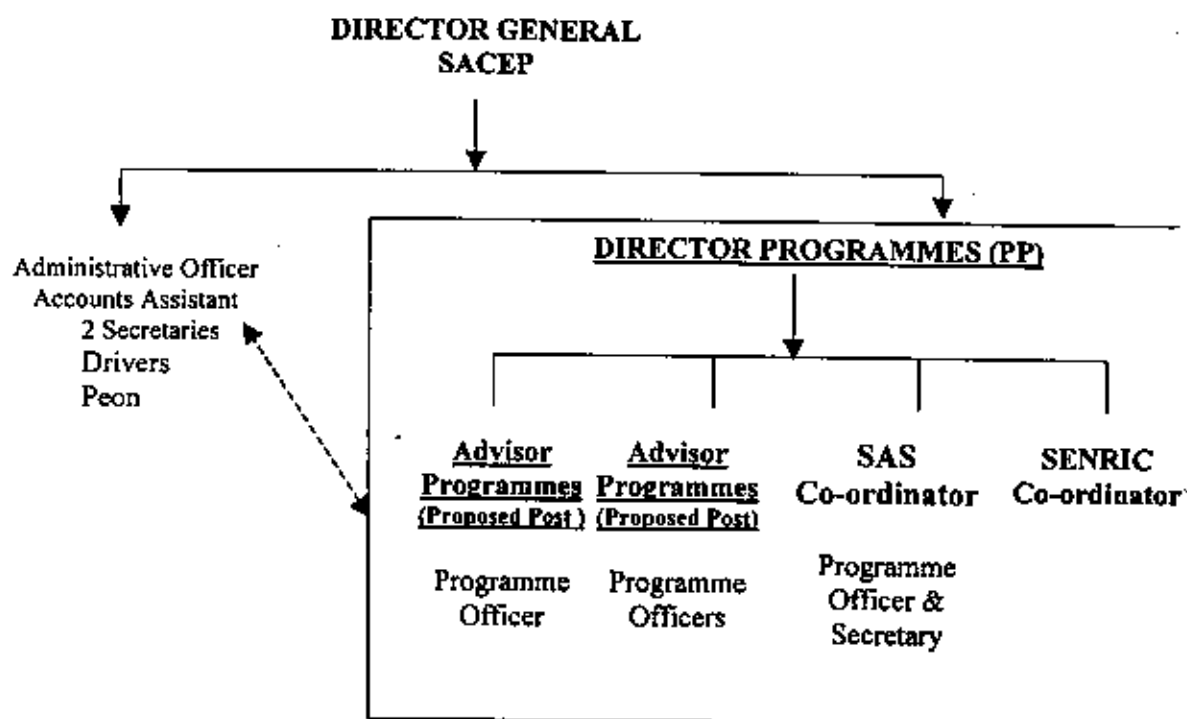 DIRECTOR GENERAL
SACEP
Administrative Officer
Accounts Assistant
2 Secretaries
Drivers
Peon
DIRECTOR PROGRAMMES (PP)
Advisor
Programmes
(Proposed Post )
Programme
Officer
Advisor
Programmes
(Proposed Post)
Programme
Officers
SAS
Co-ordinator
Programme
Officer &
Secretary
SENRIC
Co-ordinator